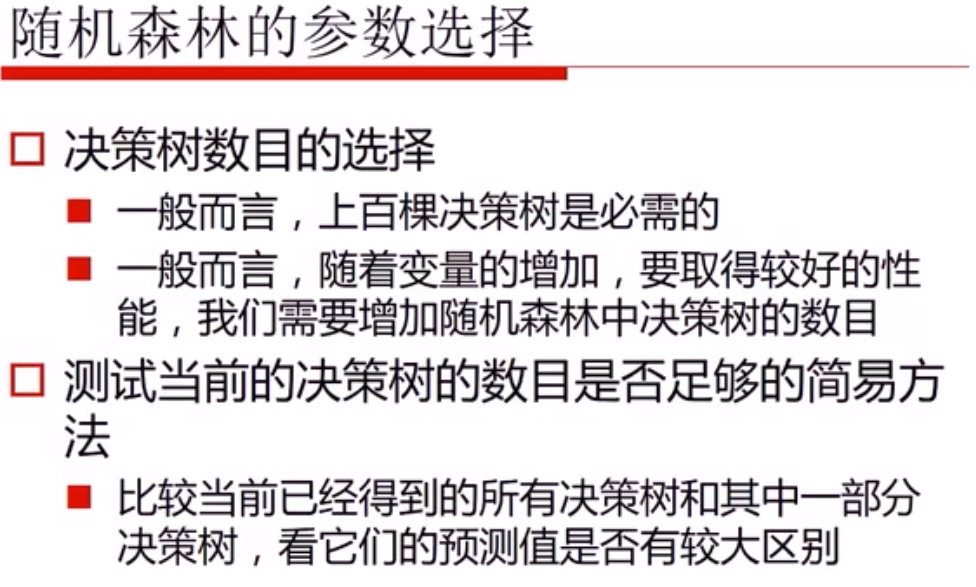 随机森林的参数选择
决策树数目的选择
一般而言，上百棵决策树是必需的
一般而言，随着变量的增加，要取得较好的性
能，我们需要增加随机森林中决策树的数目
测试当前的决策树的数目是否足够的简易方
法
比较当前已经得到的所有决策树和其中一部分
决策树，看它们的预测值是否有较大区别